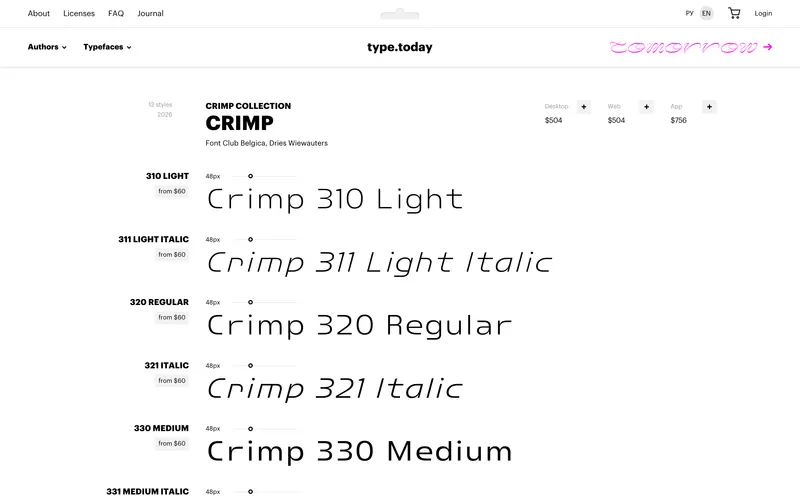 About Licenses FAQ Journal
РУ EN Login
Authors Typefaces type.today tomorrow →
12 styles
2026
CRIMP COLLECTION
CRIMP
Font Club Belgica, Dries Wiewauters
Desktop + Web + App +
$504 $504 $756
310 LIGHT 48px
from $60
Crimp 310 Light
311 LIGHT ITALIC 48px
from $60
Crimp 311 Light Italic
320 REGULAR 48px
from $60
Crimp 320 Regular
321 ITALIC 48px
from $60
Crimp 321 Italic
330 MEDIUM 48px
from $60
Crimp 330 Medium
331 MEDIUM ITALIC 48px